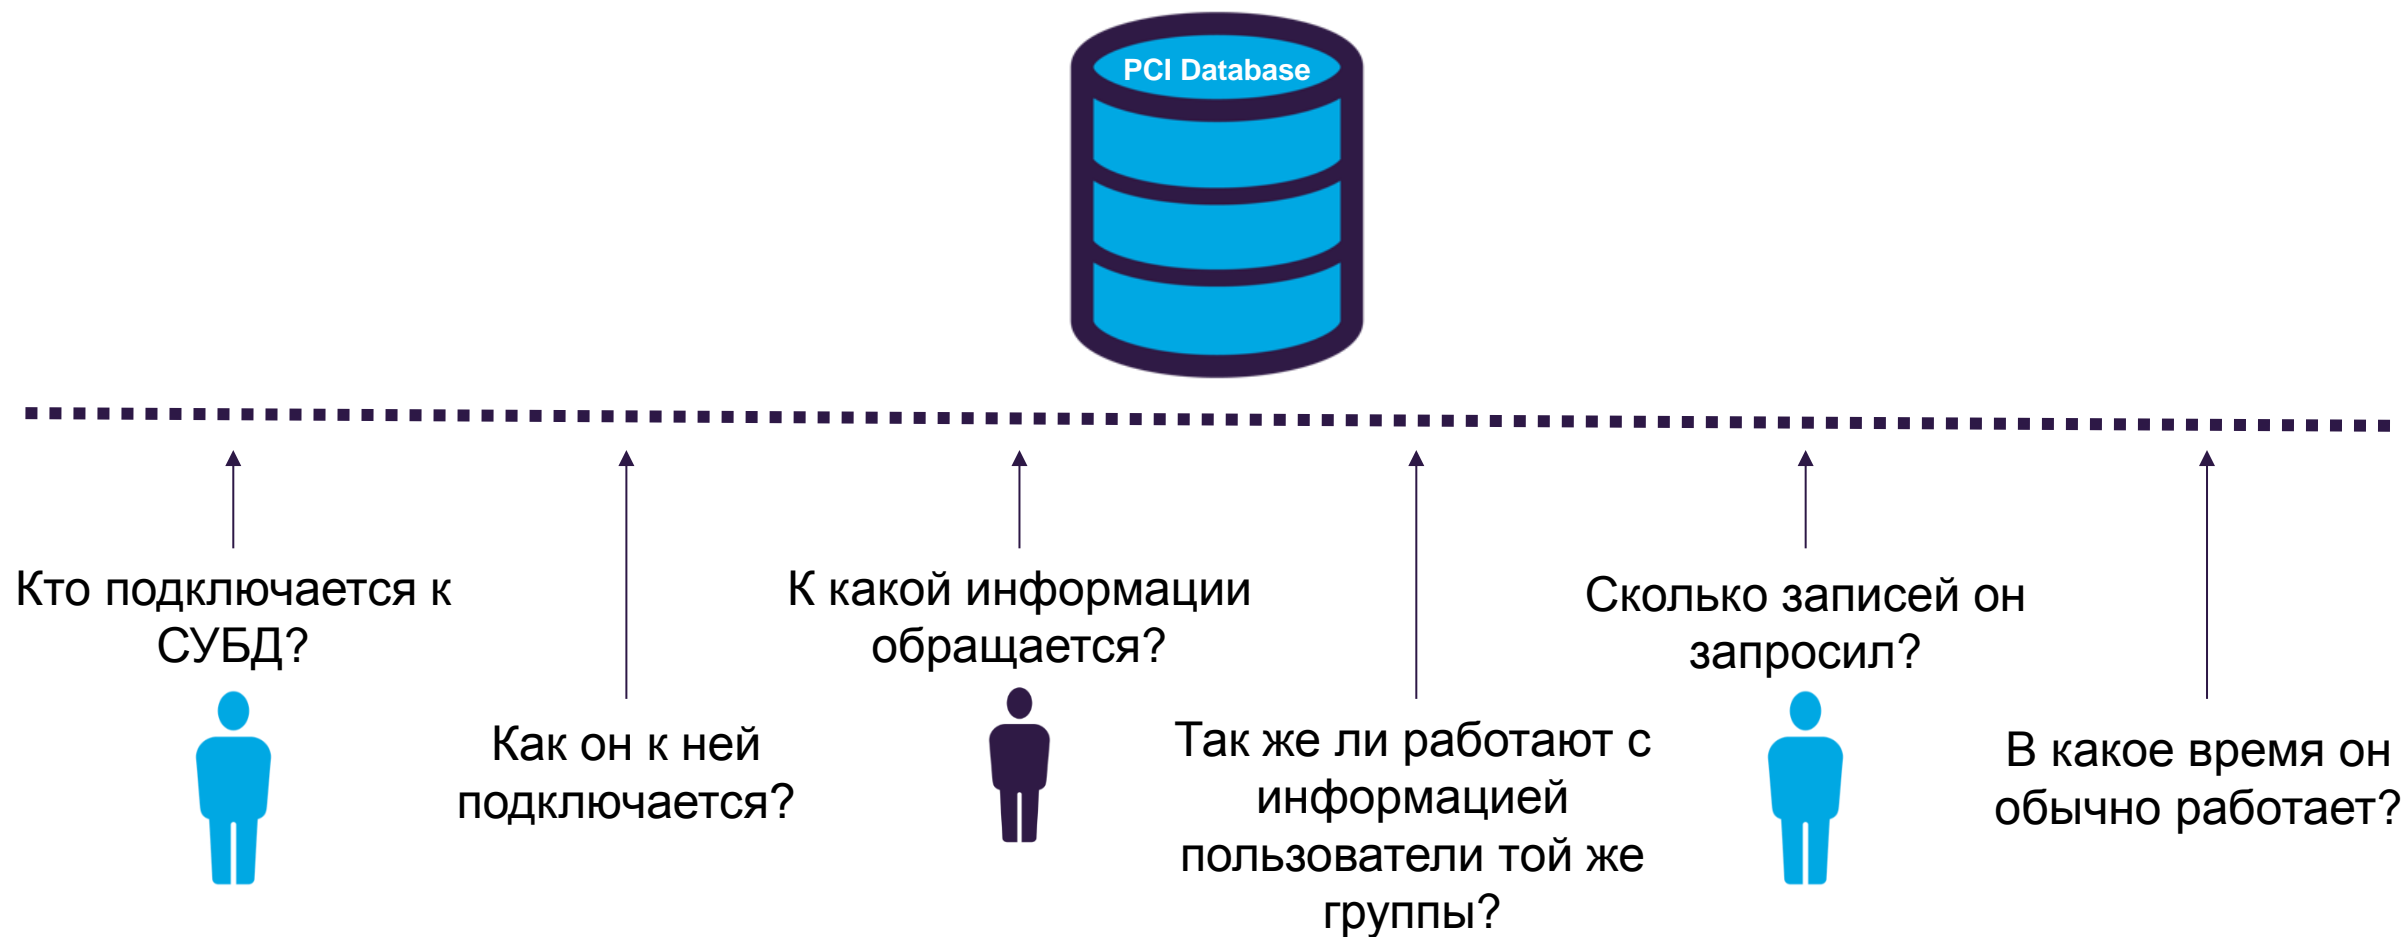 PCI Database
Кто подключается к
СУБД?
Как он к ней
подключается?
К какой информации
обращается?
Так же ли работают с
информацией
пользователи той же
группы?
Сколько записей он
запросил?
В какое время он
обычно работает?